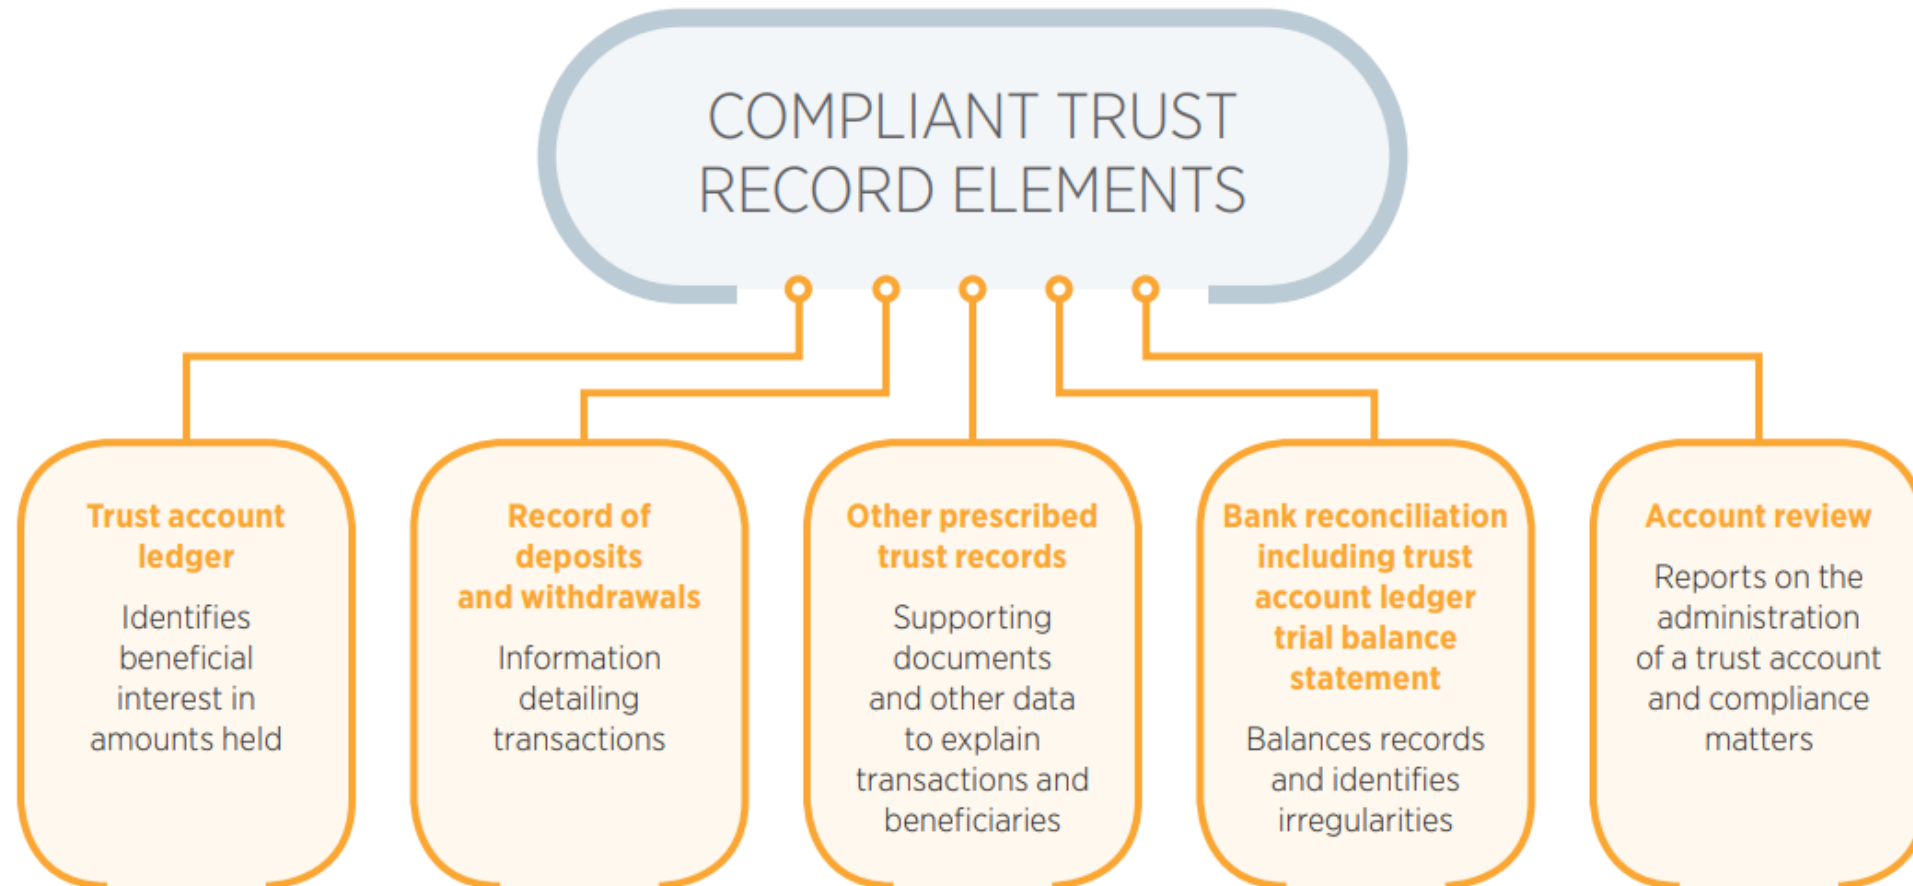 COMPLIANT TRUST
RECORD ELEMENTS
Trust account
ledger
Identifies
beneficial
interest in
amounts held
Record of
deposits
and withdrawals
Information
detailing
transactions
Other prescribed
trust records
Supporting
documents
and other data
to explain
transactions and
beneficiaries
Bank reconciliation
including trust
account ledger
trial balance
statement
Balances records
and identifies
irregularities
Account review
Reports on the
administration
of a trust account
and compliance
matters